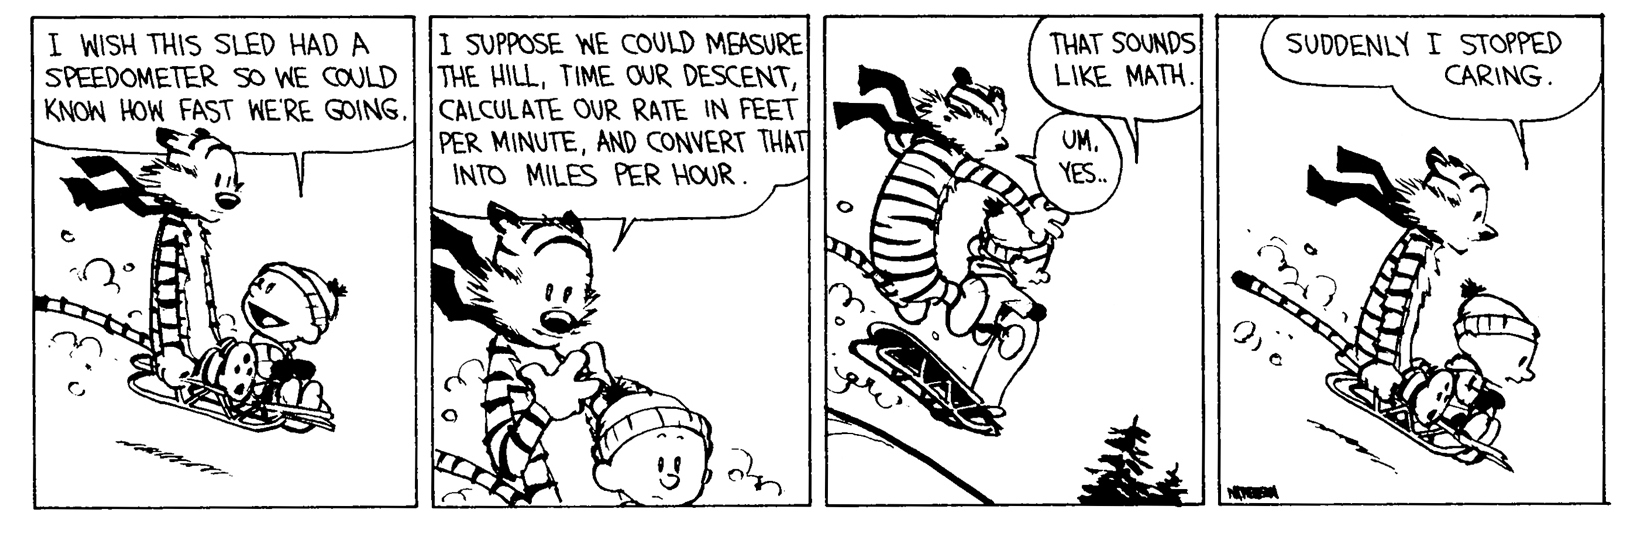 I WISH THIS SLED HAD A
SPEEDOMETER SO WE COULD
KNOW HOW FAST WE'RE GOING.
I SUPPOSE WE COULD MEASURE
THE HILL, TIME OUR DESCENT,
CALCULATE OUR RATE IN FEET
PER MINUTE, AND CONVERT THAT
INTO MILES PER HOUR.
THAT SOUNDS
LIKE MATH.
UM,
YES..
SUDDENLY I STOPPED
CARING.